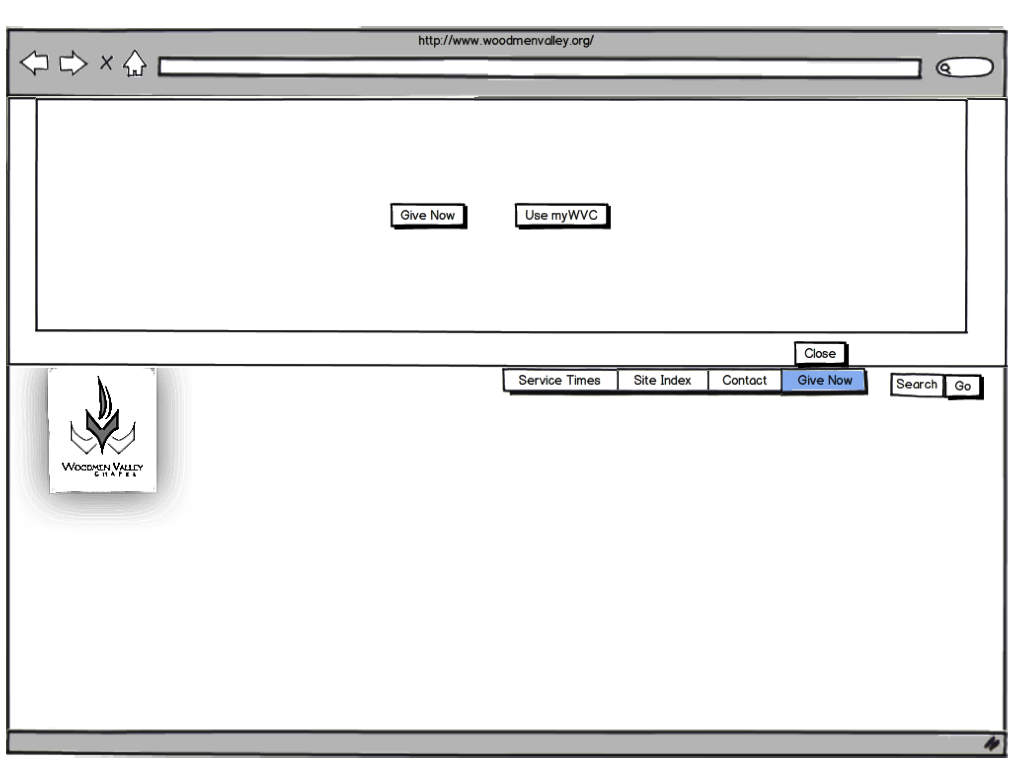 http://www.woodmenvalley.org/
Give Now Use myWVC
Close
Service Times Site Index Contact Give Now Search Go
WOODMEN VALLEY
CHAPEL